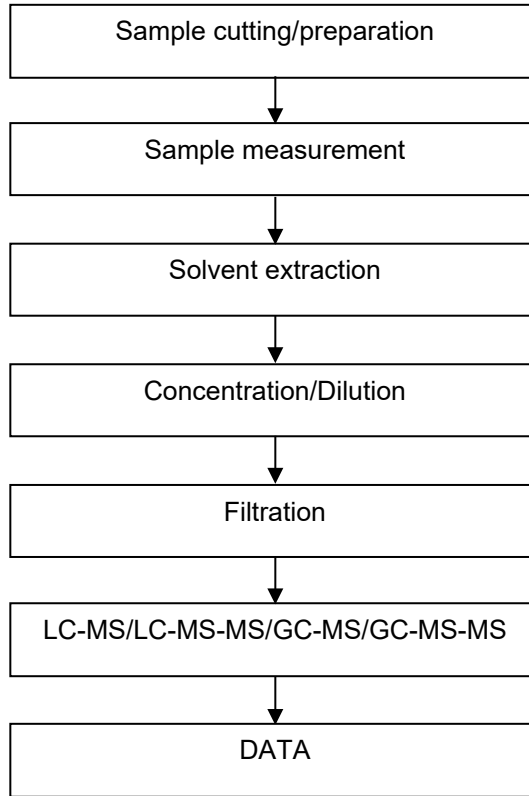 Sample cutting/preparation
Sample measurement
Solvent extraction
Concentration/Dilution
Filtration
LC-MS/LC-MS-MS/GC-MS/GC-MS-MS
DATA